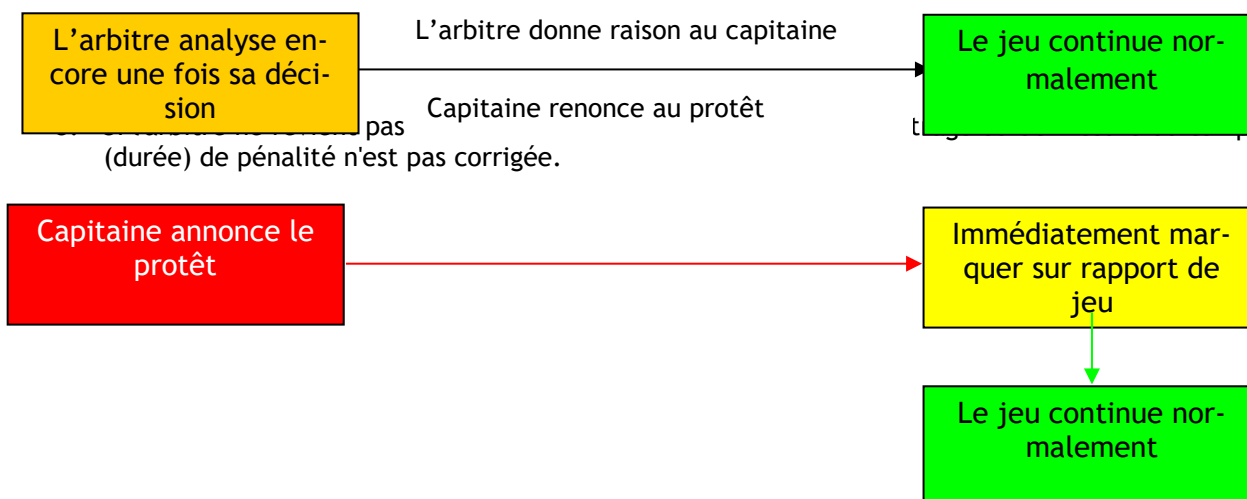 L’arbitre analyse en-
core une fois sa déci-
sion
L’arbitre donne raison au capitaine
Le jeu continue nor-
malement
Capitaine renonce au protêt
pas
(durée) de pénalité n'est pas corrigée.
Capitaine annonce le
protêt
Immédiatement mar-
quer sur rapport de
jeu
Le jeu continue nor-
malement